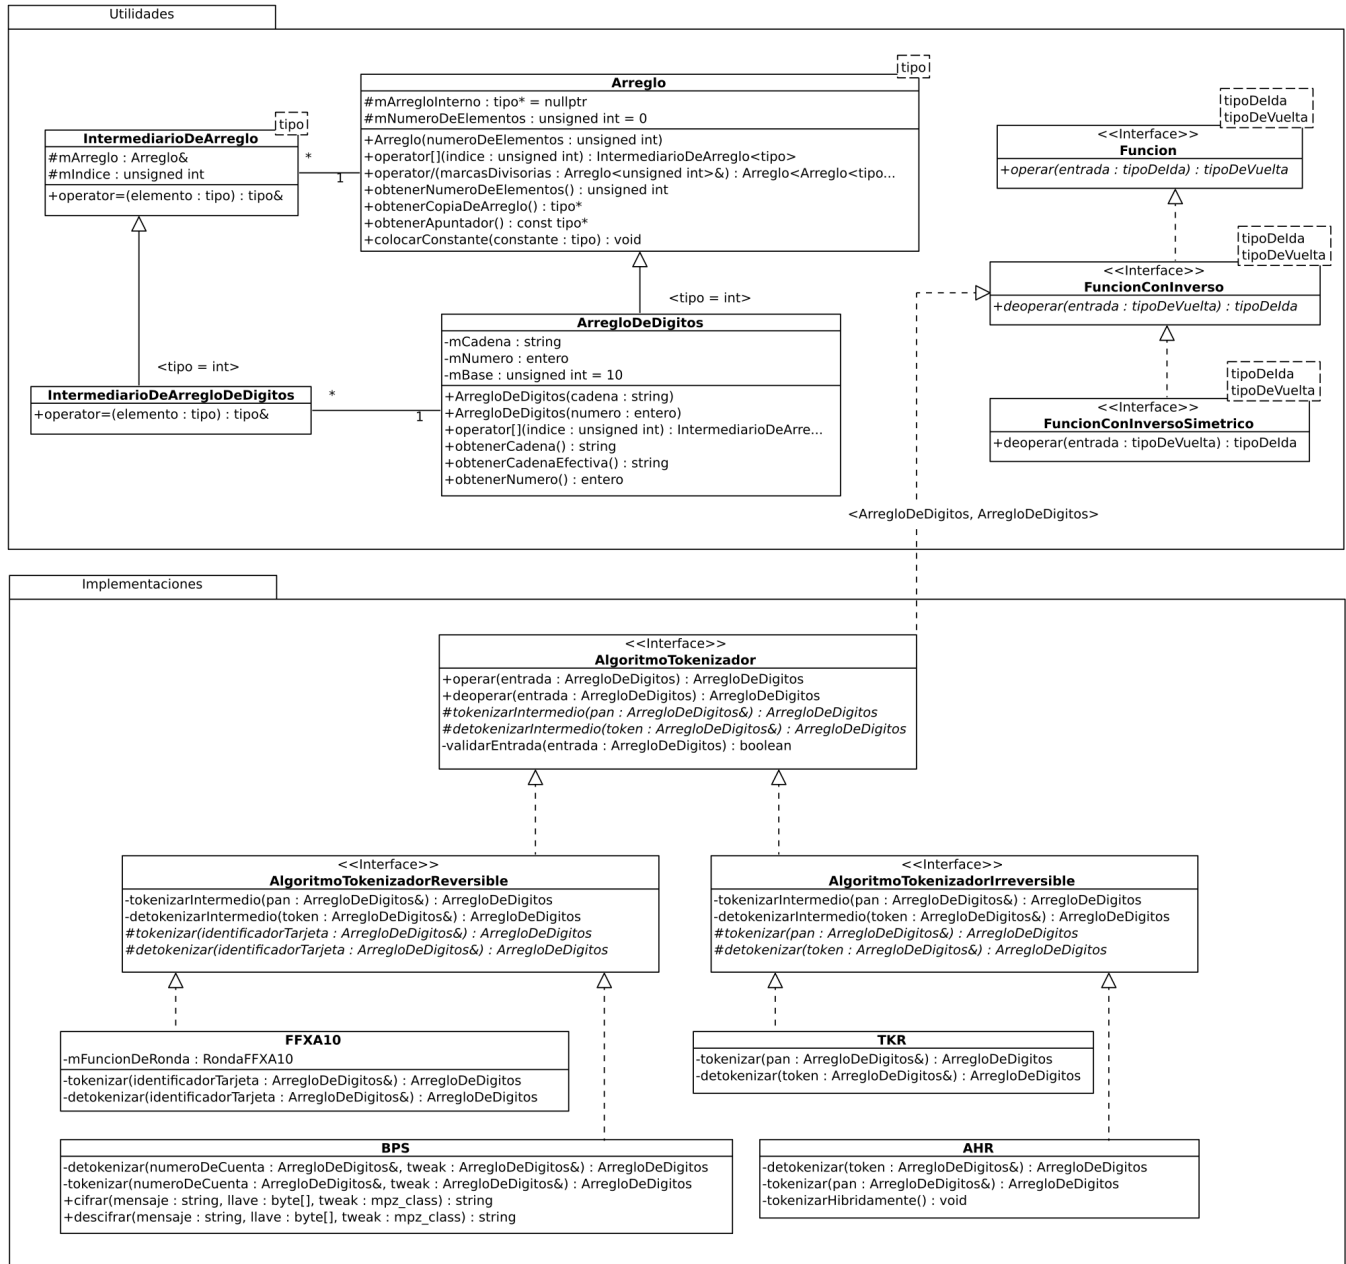 Utilidades
tipo
Arreglo
#mArregloInterno : tipo* = nullptr
#mNumeroDeElementos : unsigned int = 0
+Arreglo(numeroDeElementos : unsigned int)
+operator[](indice : unsigned int) : IntermediarioDeArreglo<tipo>
+operator/(marcasDivisorias : Arreglo<unsigned int>&) : Arreglo<Arreglo<tipo...
+obtenerNumeroDeElementos() : unsigned int
+obtenerCopiaDeArreglo() : tipo*
+obtenerApuntador() : const tipo*
+colocarConstante(constante : tipo) : void
tipo
IntermediarioDeArreglo
#mArreglo : Arreglo&
#mIndice : unsigned int
+operator=(elemento : tipo) : tipo&
*
1
tipoDeIda
tipoDeVuelta
<<Interface>>
Funcion
+operar(entrada : tipoDeIda) : tipoDeVuelta
tipoDeIda
tipoDeVuelta
<<Interface>>
FuncionConInverso
+deoperar(entrada : tipoDeVuelta) : tipoDeIda
<tipo = int>
ArregloDeDigitos
-mCadena : string
-mNumero : entero
-mBase : unsigned int = 10
+ArregloDeDigitos(cadena : string)
+ArregloDeDigitos(numero : entero)
+operator[](indice : unsigned int) : IntermediarioDeArre...
+obtenerCadena() : string
+obtenerCadenaEfectiva() : string
+obtenerNumero() : entero
<tipo = int>
IntermediarioDeArregloDeDigitos
+operator=(elemento : tipo) : tipo&
*
1
tipoDeIda
tipoDeVuelta
<<Interface>>
FuncionConInversoSimetrico
+deoperar(entrada : tipoDeVuelta) : tipoDeIda
<ArregloDeDigitos, ArregloDeDigitos>
Implementaciones
<<Interface>>
AlgoritmoTokenizador
+operar(entrada : ArregloDeDigitos) : ArregloDeDigitos
+deoperar(entrada : ArregloDeDigitos) : ArregloDeDigitos
#tokenizarIntermedio(pan : ArregloDeDigitos&) : ArregloDeDigitos
#detokenizarIntermedio(token : ArregloDeDigitos&) : ArregloDeDigitos
-validarEntrada(entrada : ArregloDeDigitos) : boolean
<<Interface>>
AlgoritmoTokenizadorReversible
-tokenizarIntermedio(pan : ArregloDeDigitos&) : ArregloDeDigitos
-detokenizarIntermedio(token : ArregloDeDigitos&) : ArregloDeDigitos
#tokenizar(identificadorTarjeta : ArregloDeDigitos&) : ArregloDeDigitos
#detokenizar(identificadorTarjeta : ArregloDeDigitos&) : ArregloDeDigitos
<<Interface>>
AlgoritmoTokenizadorIrreversible
-tokenizarIntermedio(pan : ArregloDeDigitos&) : ArregloDeDigitos
-detokenizarIntermedio(token : ArregloDeDigitos&) : ArregloDeDigitos
#tokenizar(pan : ArregloDeDigitos&) : ArregloDeDigitos
#detokenizar(token : ArregloDeDigitos&) : ArregloDeDigitos
FFXA10
-mFuncionDeRonda : RondaFFXA10
-tokenizar(identificadorTarjeta : ArregloDeDigitos&) : ArregloDeDigitos
-detokenizar(identificadorTarjeta : ArregloDeDigitos&) : ArregloDeDigitos
TKR
-tokenizar(pan : ArregloDeDigitos&) : ArregloDeDigitos
-detokenizar(token : ArregloDeDigitos&) : ArregloDeDigitos
BPS
-detokenizar(numeroDeCuenta : ArregloDeDigitos&, tweak : ArregloDeDigitos&) : ArregloDeDigitos
-tokenizar(numeroDeCuenta : ArregloDeDigitos&, tweak : ArregloDeDigitos&) : ArregloDeDigitos
+cifrar(mensaje : string, llave : byte[], tweak : mpz_class) : string
+descifrar(mensaje : string, llave : byte[], tweak : mpz_class) : string
AHR
-detokenizar(token : ArregloDeDigitos&) : ArregloDeDigitos
-tokenizar(pan : ArregloDeDigitos&) : ArregloDeDigitos
-tokenizarHibridamente() : void